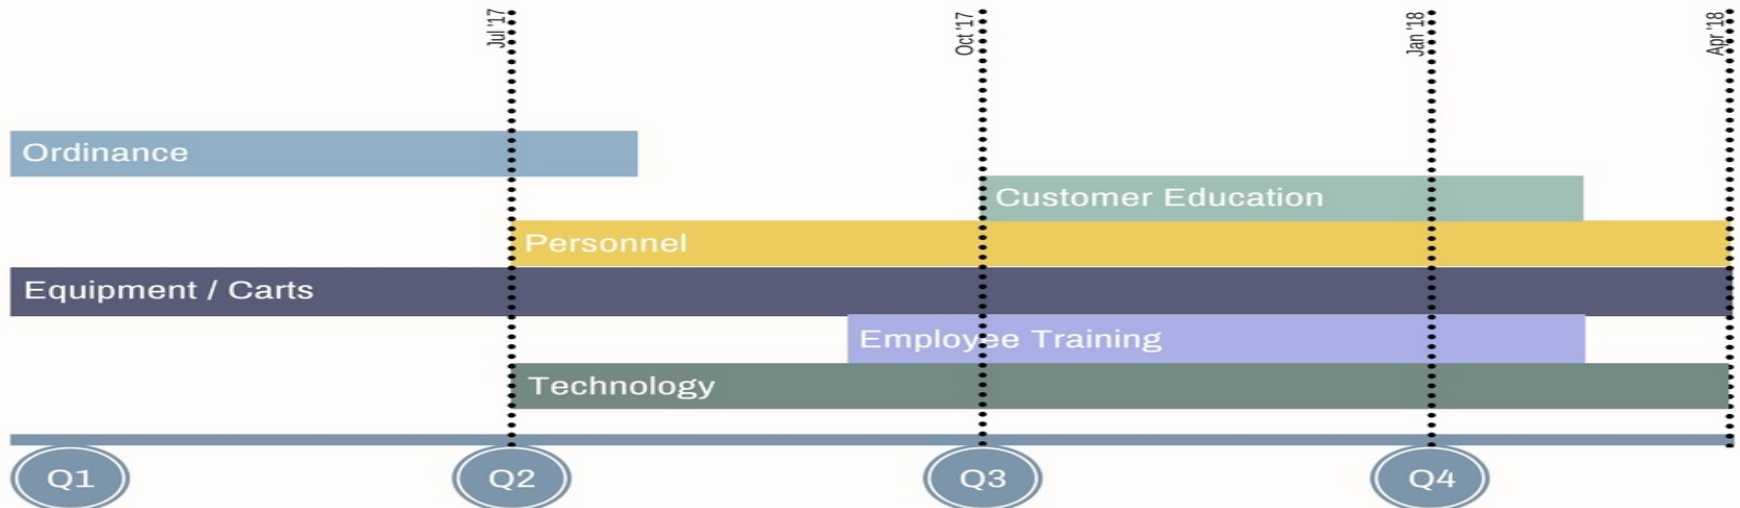 Jul '17
Oct '17
Jan '18
Apr '18
Ordinance
Customer Education
Personnel
Equipment / Carts
Employee Training
Technology
Q1
Q2
Q3
Q4